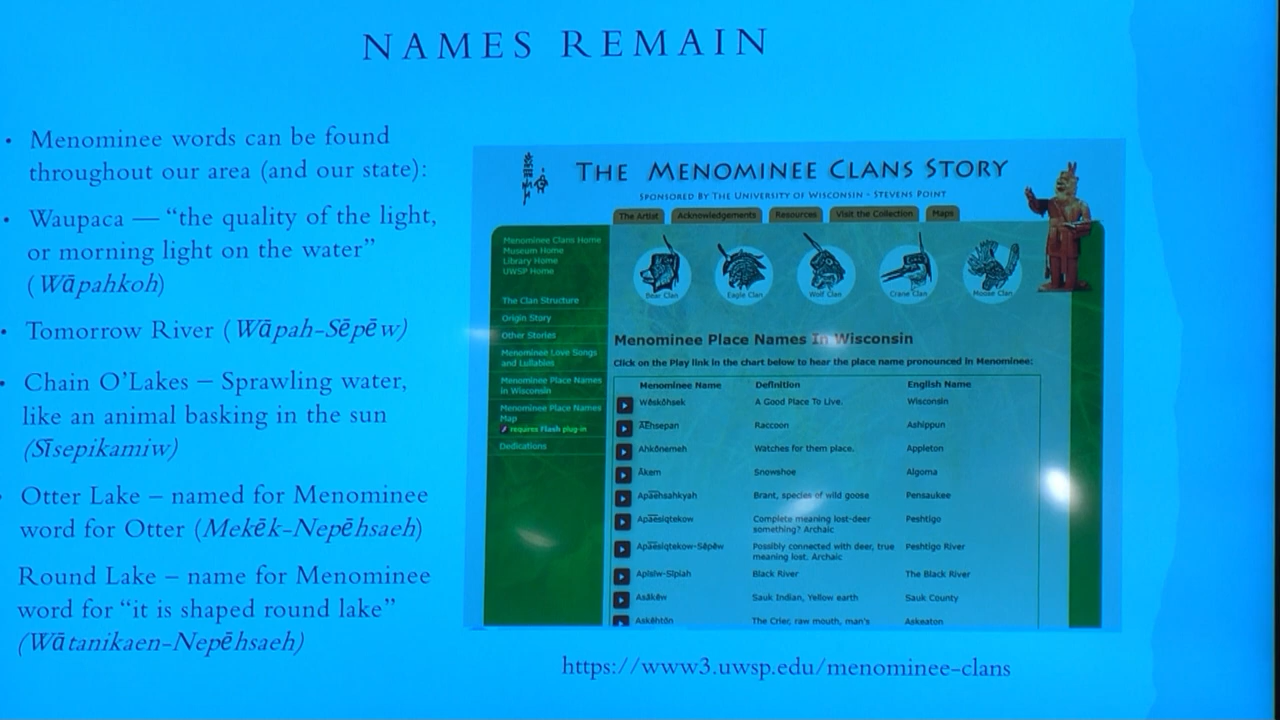 NAMES REMAIN
• Menominee words can be found
throughout our area (and our state):
• Waupaca — “the quality of the light,
or morning light on the water”
(Wāpahkoh)
• Tomorrow River (Wāpah-Sēpēw)
• Chain O’Lakes – Sprawling water,
like an animal basking in the sun
(Sīsepikamiw)
• Otter Lake – named for Menominee
word for Otter (Mekēk-Nepēhsaeh)
Round Lake – name for Menominee
word for “it is shaped round lake”
(Wātanikaen-Nepēhsaeh)
THE MENOMINEE CLANS STORY
SPONSORED BY THE UNIVERSITY OF WISCONSIN - STEVENS POINT
The Artist Acknowledgements Resources Visit the Collection Maps
Menominee Clans Home
Museum Home
Library Home
UWSP Home
The Clan Structure
Origin Story
Other Stories
Menominee Love Songs
and Lullabies
Menominee Place Names
in Wisconsin
Menominee Place Names
Map
requires Flash plug-in
Dedications
Bear Clan Eagle Clan Wolf Clan Crane Clan Moose Clan
Menominee Place Names In Wisconsin
Click on the Play link in the chart below to hear the place name pronounced in Menominee:
Menominee Name Definition English Name
Wēskōhsek A Good Place To Live. Wisconsin
Raccoon Ashippun
Ahkōnemeh Watches for them place. Appleton
Ākem Snowshoe Algoma
Brant, species of wild goose Pensaukee
Complete meaning lost-deer Peshtigo
something? Archaic
Possibly connected with deer, true Peshtigo River
meaning lost. Archaic
Apīsīw-Sīpiah Black River The Black River
Asākēw Sauk Indian, Yellow earth Sauk County
Askēhtōn The Crier, raw mouth, man's Askeaton
https://www3.uwsp.edu/menominee-clans